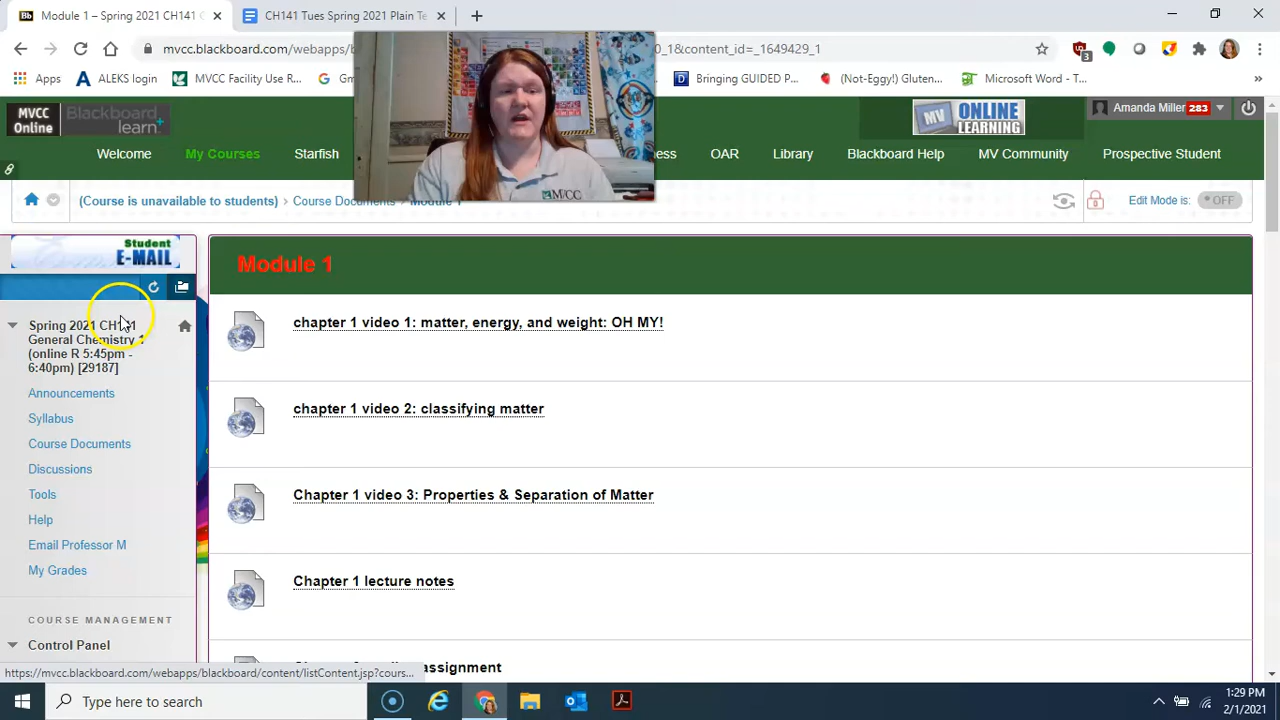 Module 1 – Spring 2021 CH141 G
CH141 Tues Spring 2021 Plain Te
mvcc.blackboard.com/webapps/b
0_1&content_id=_1649429_1
3
Apps
ALEKS login
MVCC Facility Use R...
Gm
Bringing GUIDED P...
(Not-Eggy!) Gluten...
Microsoft Word - T...
»
MVCC Online
Blackboard learn+
MV ONLINE LEARNING
Amanda Miller 283
Welcome
My Courses
Starfish
ess
OAR
Library
Blackboard Help
MV Community
Prospective Student
MVCC
(Course is unavailable to students)
Course Documents
Module 1
Edit Mode is:
OFF
Student E-MAIL
Module 1
Spring 2021 CH141
General Chemistry 1
(online R 5:45pm -
6:40pm) [29187]
Announcements
Syllabus
Course Documents
Discussions
Tools
Help
Email Professor M
My Grades
COURSE MANAGEMENT
Control Panel
chapter 1 video 1: matter, energy, and weight: OH MY!
chapter 1 video 2: classifying matter
Chapter 1 video 3: Properties & Separation of Matter
Chapter 1 lecture notes
assignment
https://mvcc.blackboard.com/webapps/blackboard/content/listContent.jsp?cours...
Type here to search
1:29 PM
2/1/2021